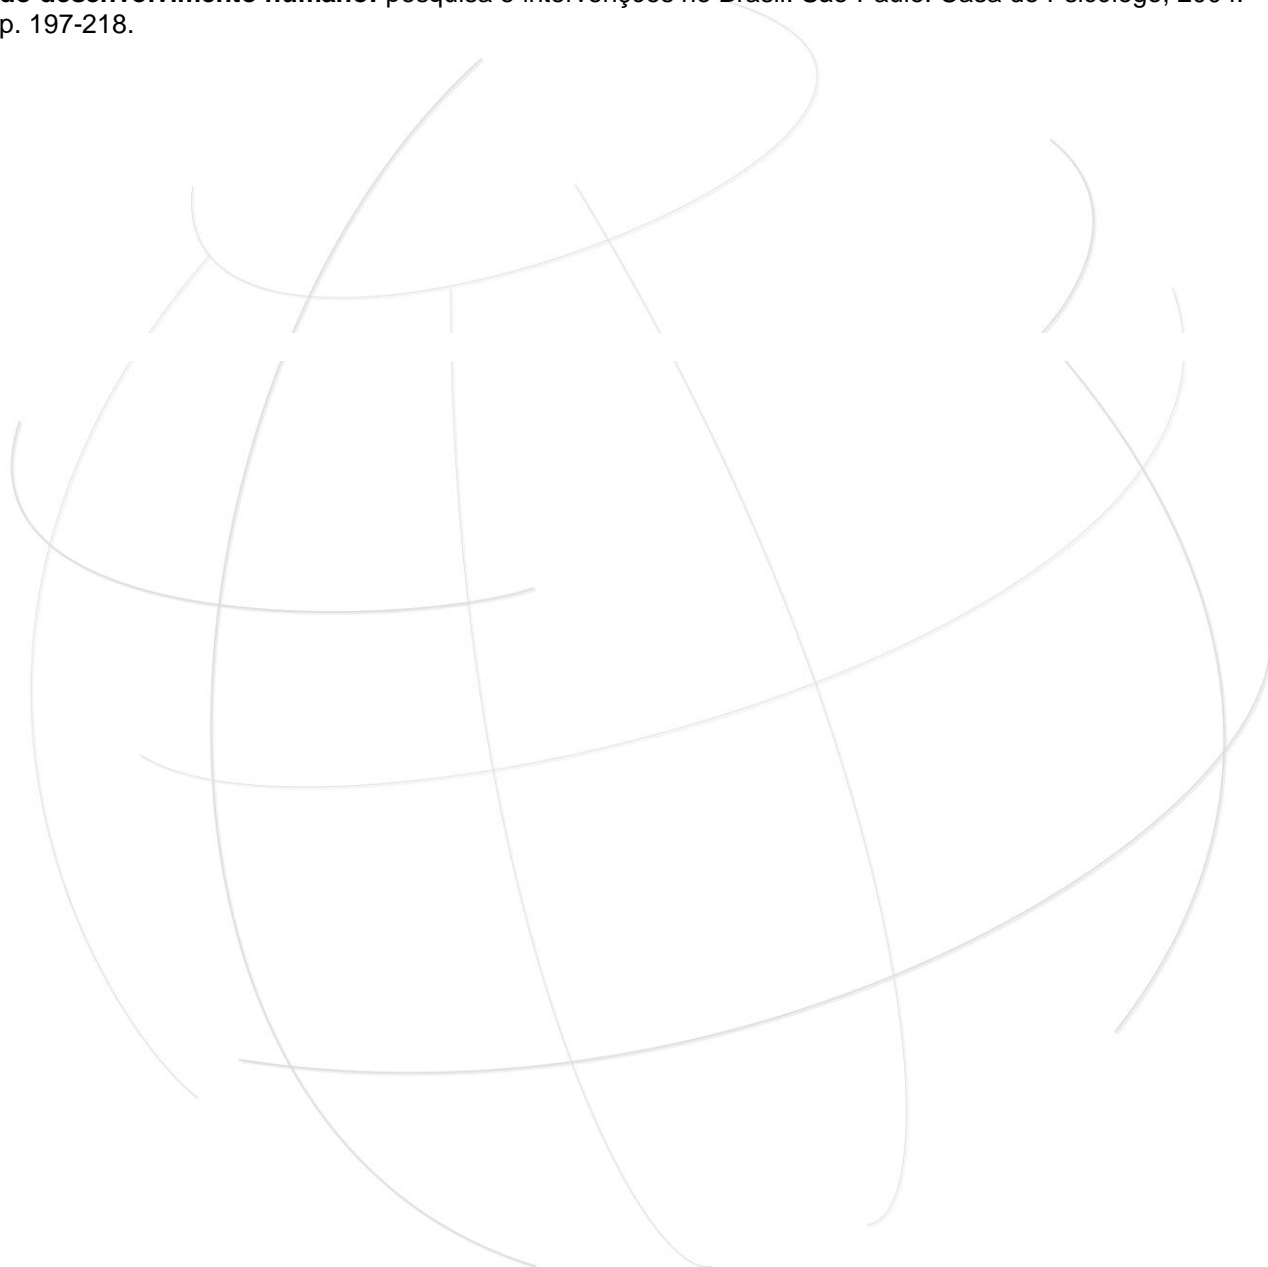 do desenvolvimento humano: pesquisa e intervenções no Brasil. São Paulo: Casa do Psicólogo, 2004.
p. 197-218.